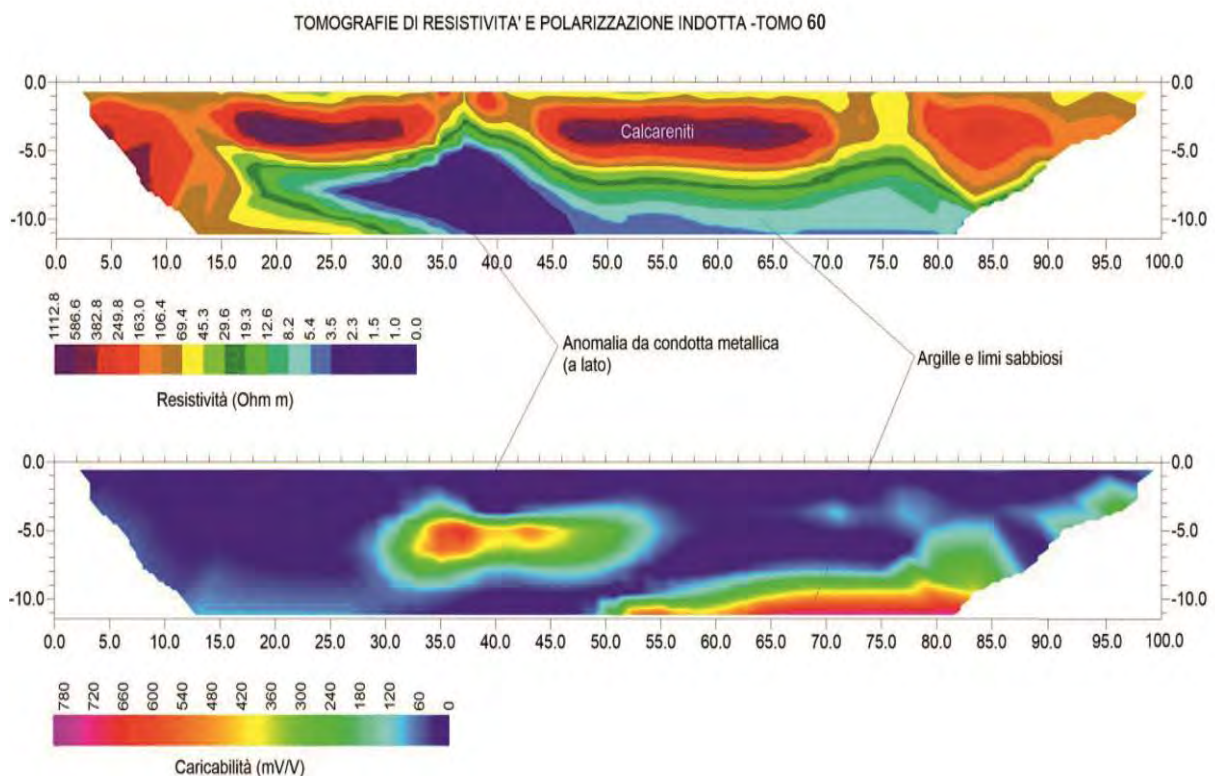 TOMOGRAFIE DI RESISTIVITA' E POLARIZZAZIONE INDOTTA -TOMO 60
0.0 0.0
-5.0 -5.0
-10.0 -10.0
Calcareniti
0.0 5.0 10.0 15.0 20.0 25.0 30.0 35.0 40.0 45.0 50.0 55.0 60.0 65.0 70.0 75.0 80.0 85.0 90.0 95.0 100.0
1112.8 586.6 382.8 249.8 163.0 106.4 69.4 45.3 29.6 19.3 12.6 8.2 5.4 3.5 2.3 1.5 1.0 0.0
Resistività (Ohm m)
Anomalia da condotta metallica
(a lato)
Argille e limi sabbiosi
0.0 0.0
-5.0 -5.0
-10.0 -10.0
0.0 5.0 10.0 15.0 20.0 25.0 30.0 35.0 40.0 45.0 50.0 55.0 60.0 65.0 70.0 75.0 80.0 85.0 90.0 95.0 100.0
780 720 660 600 540 480 420 360 300 240 180 120 60 0
Caricabilità (mV/V)